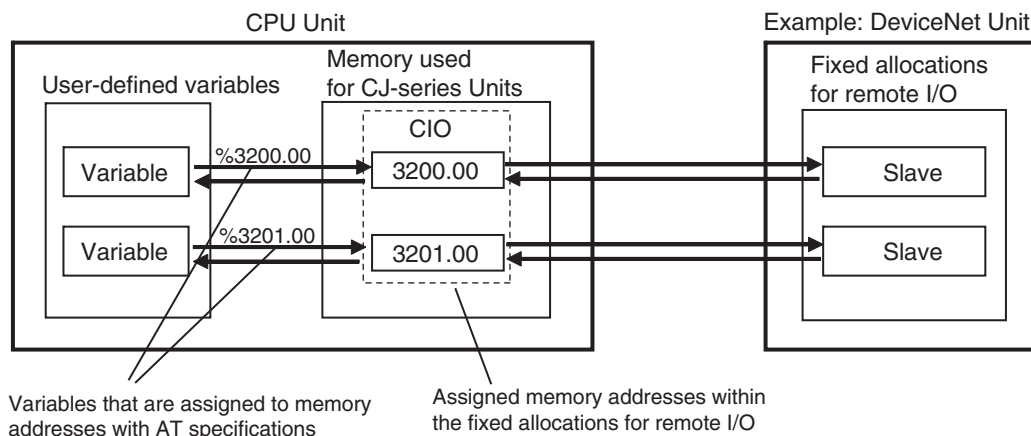 CPU Unit
Example: DeviceNet Unit
User-defined variables
Memory used
for CJ-series Units
Fixed allocations
for remote I/O
CIO
Variable
%3200.00
3200.00
Slave
Variable
%3201.00
3201.00
Slave
Variables that are assigned to memory
addresses with AT specifications
Assigned memory addresses within
the fixed allocations for remote I/O